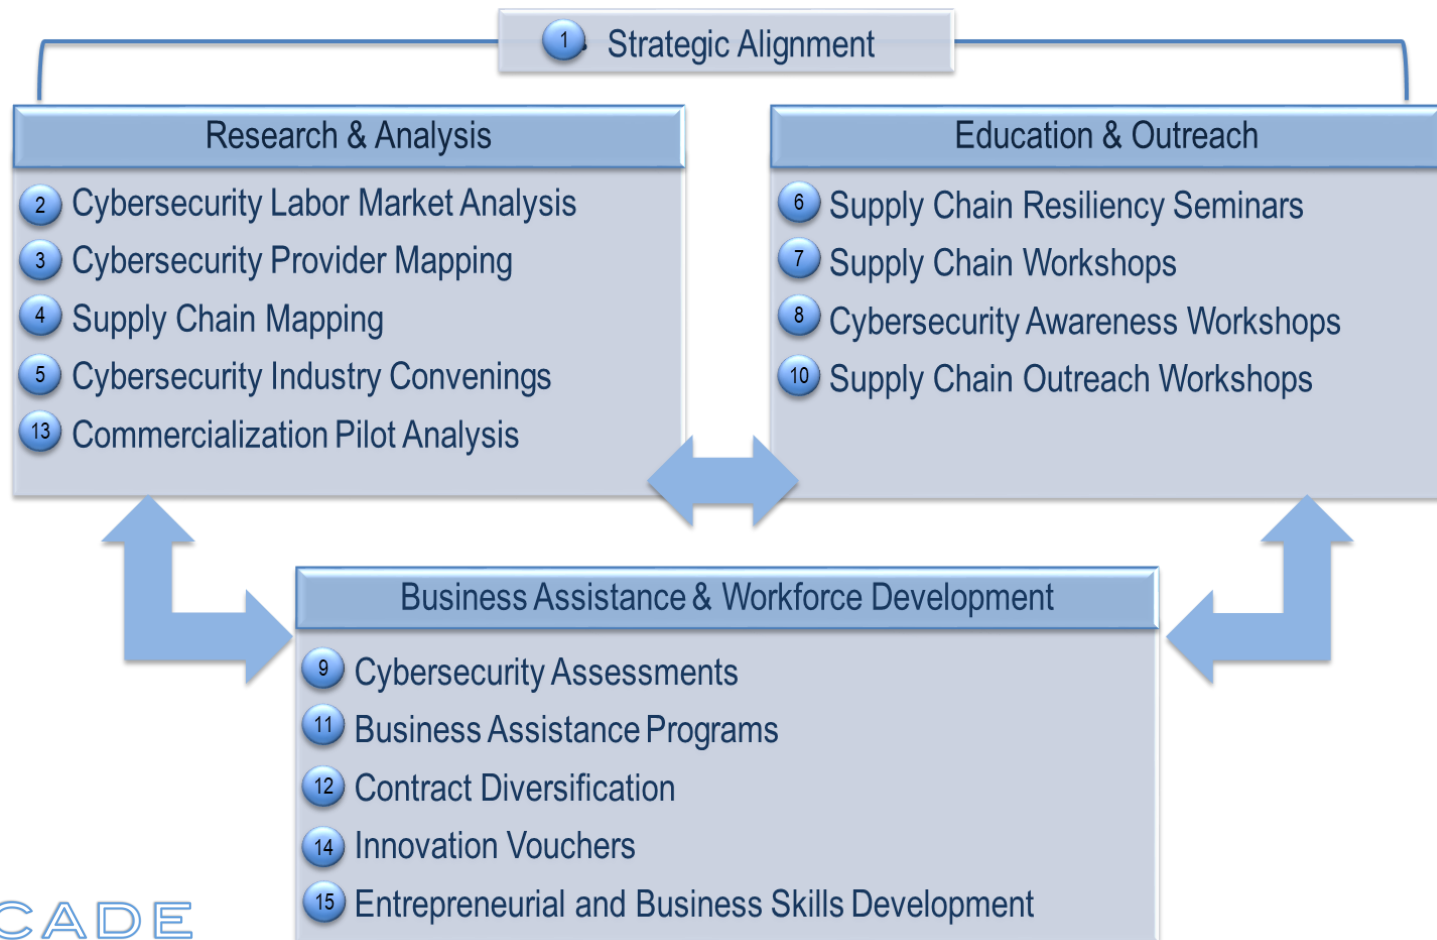 1 Strategic Alignment
Research & Analysis
2 Cybersecurity Labor Market Analysis
3 Cybersecurity Provider Mapping
4 Supply Chain Mapping
5 Cybersecurity Industry Convenings
13 Commercialization Pilot Analysis
Education & Outreach
6 Supply Chain Resiliency Seminars
7 Supply Chain Workshops
8 Cybersecurity Awareness Workshops
10 Supply Chain Outreach Workshops
Business Assistance & Workforce Development
9 Cybersecurity Assessments
11 Business Assistance Programs
12 Contract Diversification
14 Innovation Vouchers
15 Entrepreneurial and Business Skills Development
CADE